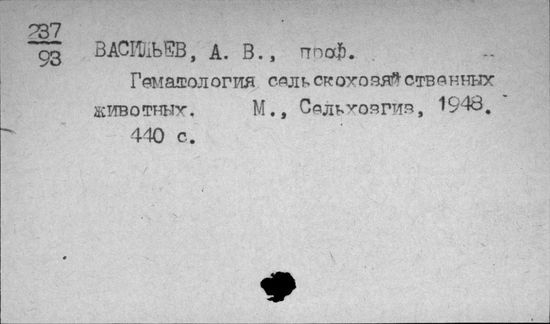 237
93
ВАСИЛЬЕВ, А. В., проф.
Гематология сельскохозяйственных
животных. М., Сельхозгиз, 1948.
440 с.